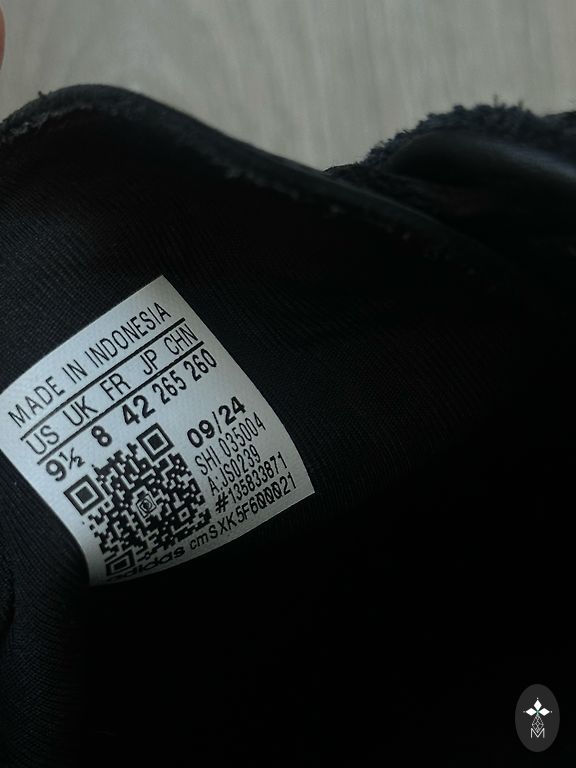 MADE IN INDONESIA
US UK FR JP CHN
9½ 8 42 265 260
09/24
SHI 035004
A:JS0239
#135833871
adidas cmSXK5F600021
M